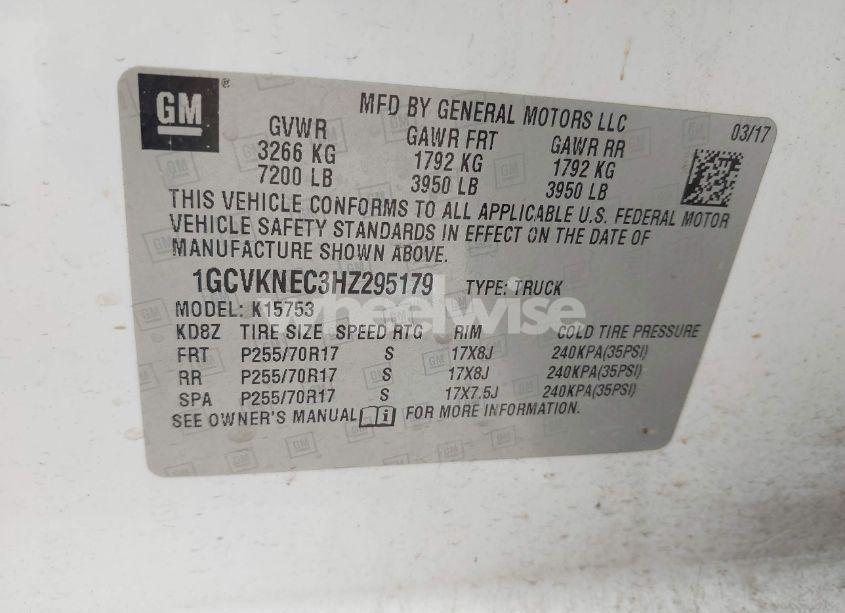 GM ®
MFD BY GENERAL MOTORS LLC 03/17
GVWR GAWR FRT GAWR RR
3266 KG 1792 KG 1792 KG
7200 LB 3950 LB 3950 LB
THIS VEHICLE CONFORMS TO ALL APPLICABLE U.S. FEDERAL MOTOR
VEHICLE SAFETY STANDARDS IN EFFECT ON THE DATE OF
MANUFACTURE SHOWN ABOVE.
1GCVKNEC3HZ295179 TYPE: TRUCK
wheelwise
MODEL: K15753
KD8Z TIRE SIZE SPEED RTG RIM COLD TIRE PRESSURE
FRT P255/70R17 S 17X8J 240KPA(35PSI)
RR P255/70R17 S 17X8J 240KPA(35PSI)
SPA P255/70R17 S 17X7.5J 240KPA(35PSI)
SEE OWNER'S MANUAL i FOR MORE INFORMATION.